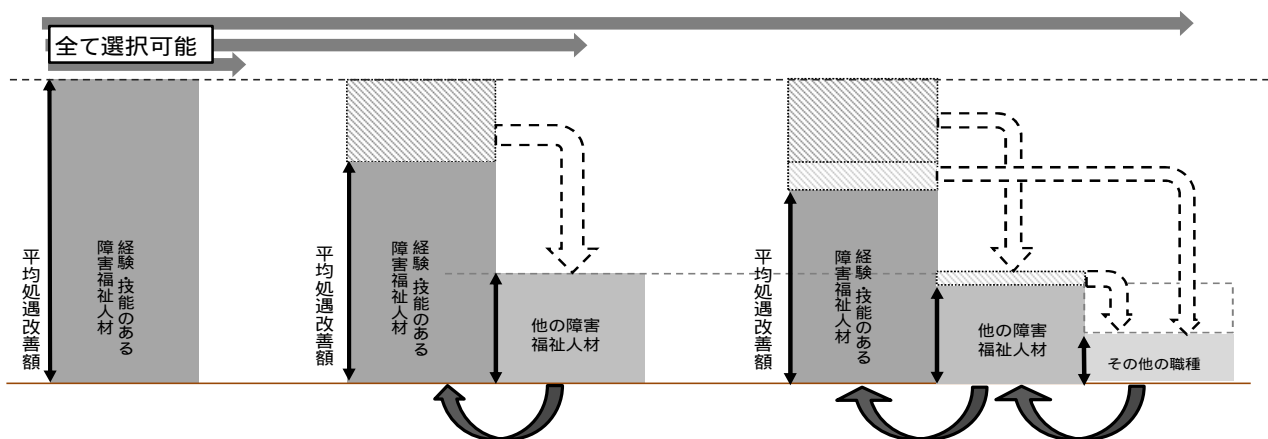 全て選択可能
平均処遇改善額
経験・技能のある
障害福祉人材
平均処遇改善額
経験・技能のある
障害福祉人材
他の障害
福祉人材
平均処遇改善額
経験・技能のある
障害福祉人材
他の障害
福祉人材
その他の職種